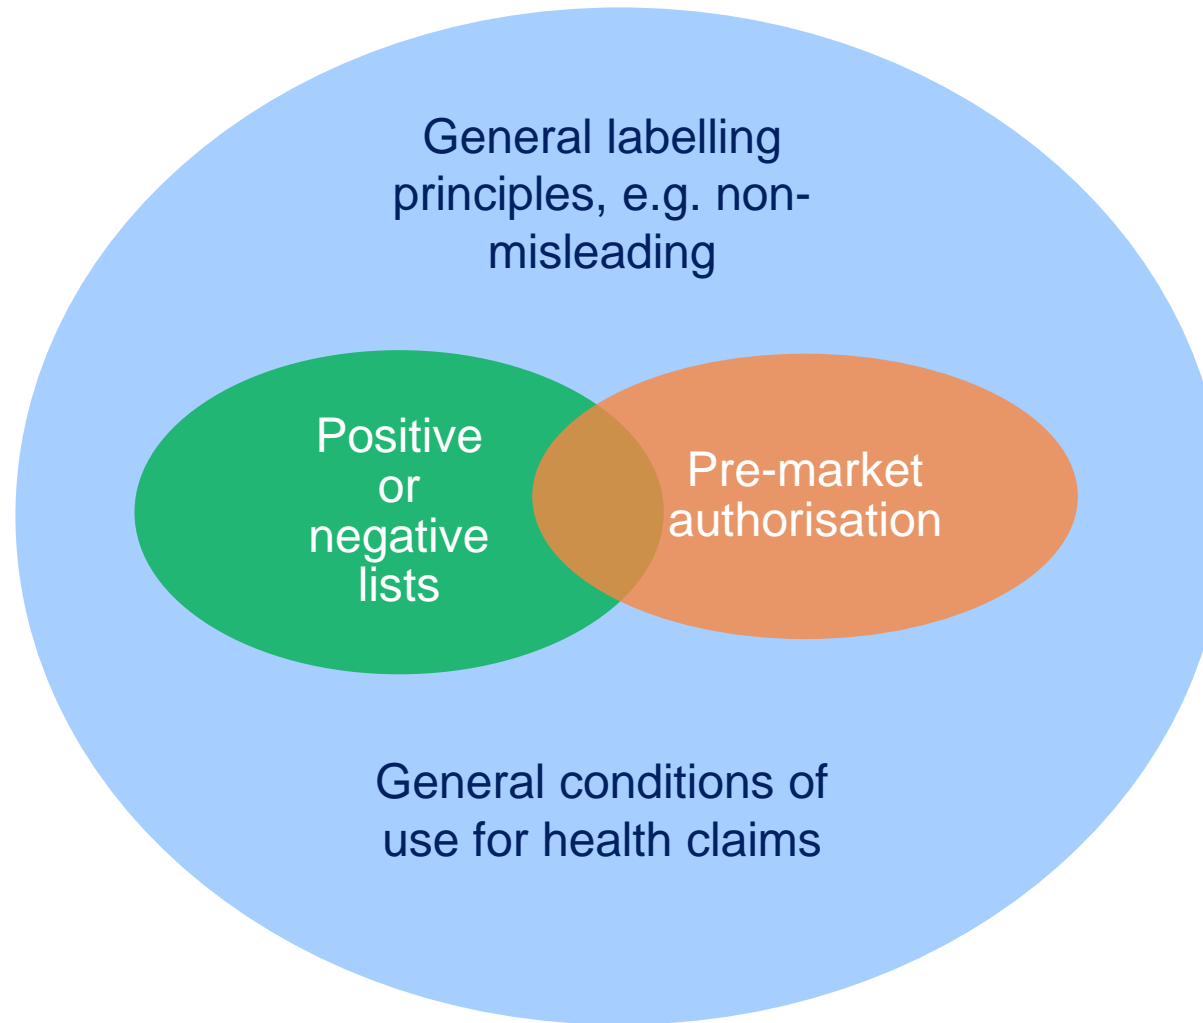 General labelling
principles, e.g. non-
misleading
Positive
or
negative
lists
Pre-market
authorisation
General conditions of
use for health claims